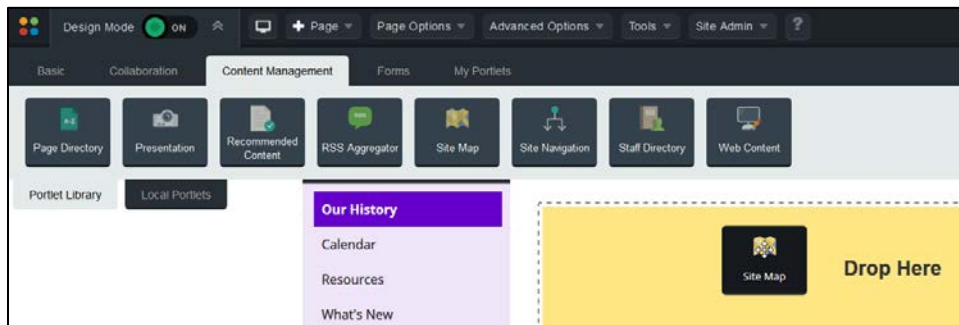 Design Mode ON + Page Page Options Advanced Options Tools Site Admin ?
Basic Collaboration Content Management Forms My Portlets
A-Z
Page Directory
Presentation
Recommended
Content
RSS Aggregator
Site Map
Site Navigation
Staff Directory
Web Content
Portlet Library Local Portlets
Our History
Calendar
Resources
What's New
Site Map
Drop Here